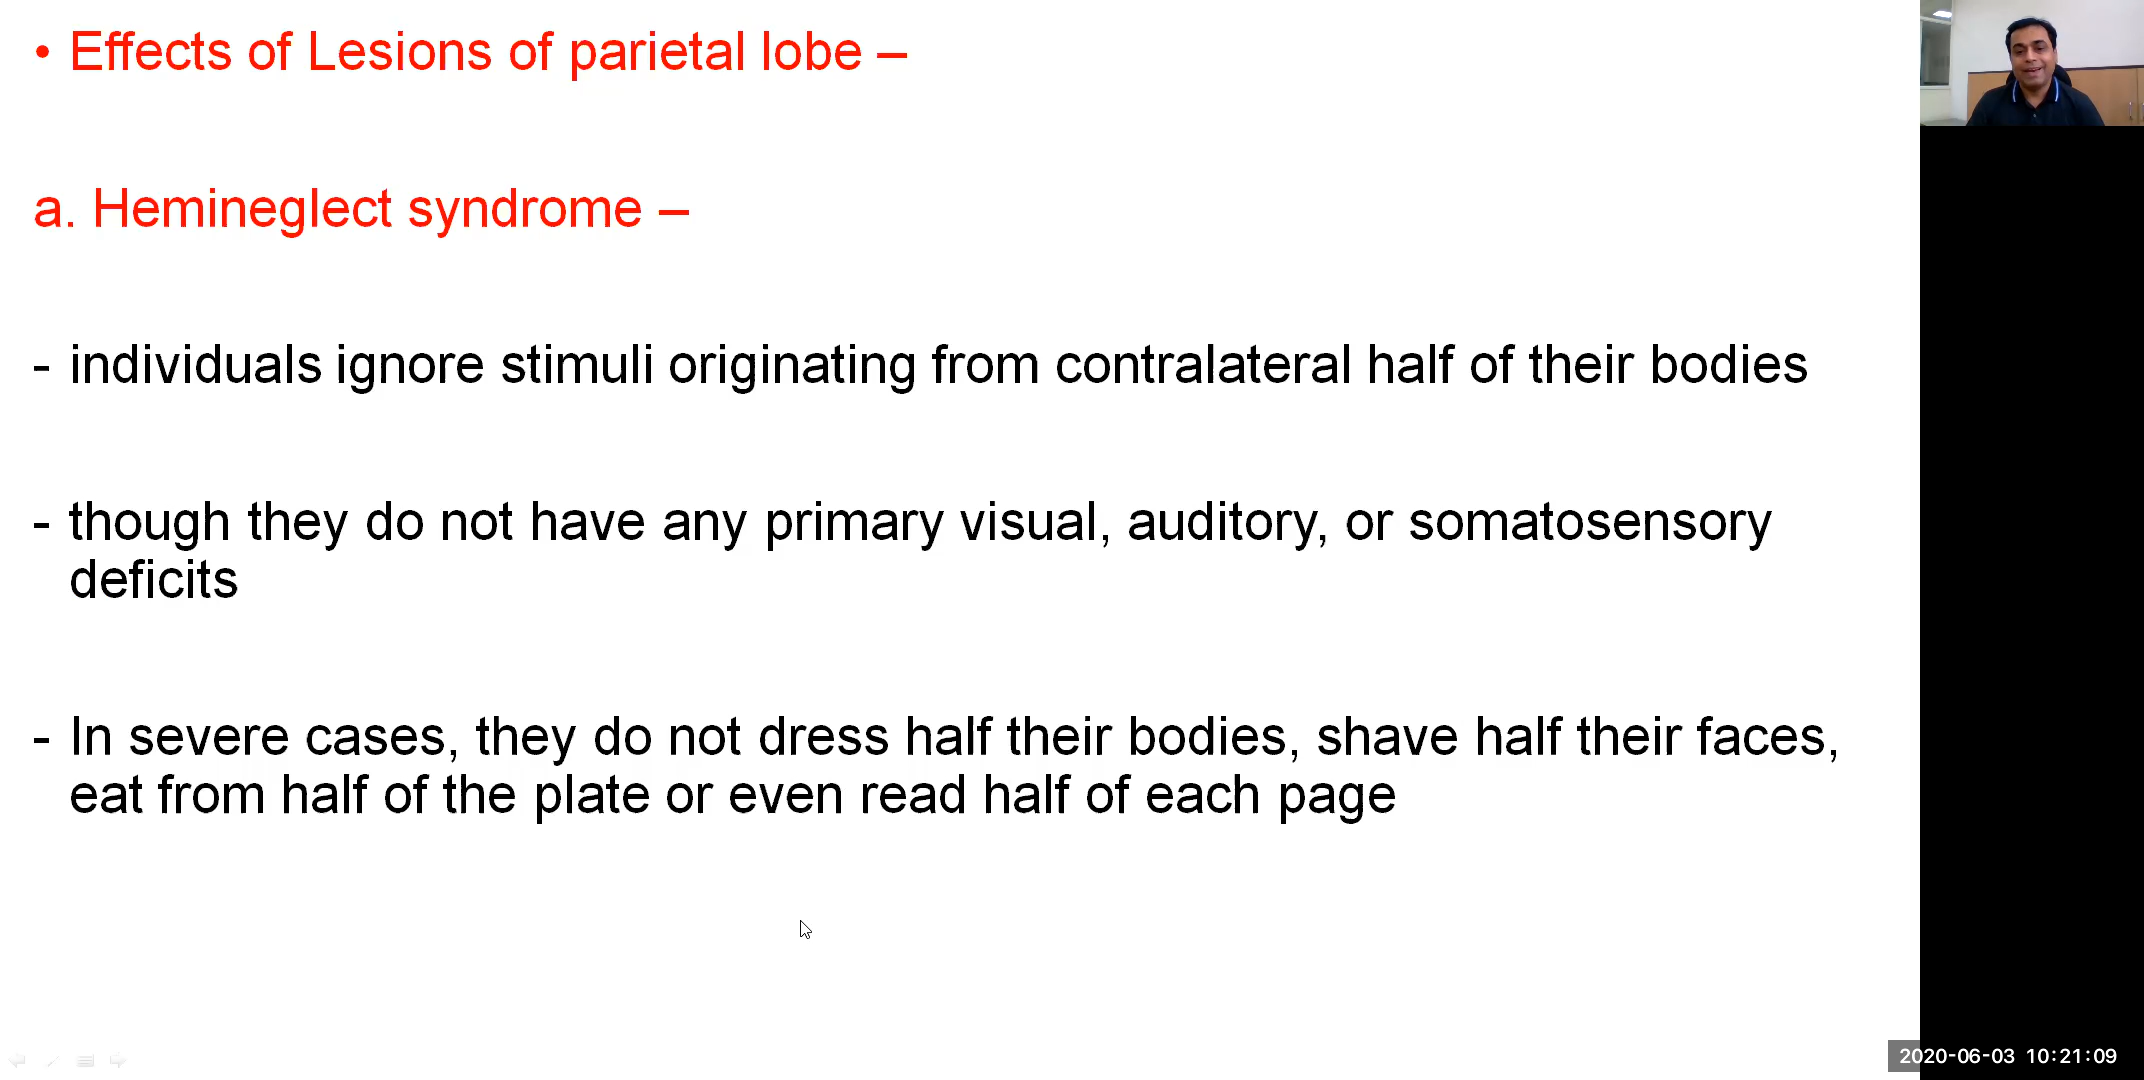 • Effects of Lesions of parietal lobe –
a. Hemineglect syndrome –
- individuals ignore stimuli originating from contralateral half of their bodies
- though they do not have any primary visual, auditory, or somatosensory
deficits
- In severe cases, they do not dress half their bodies, shave half their faces,
eat from half of the plate or even read half of each page
2020-06-03 10:21:09